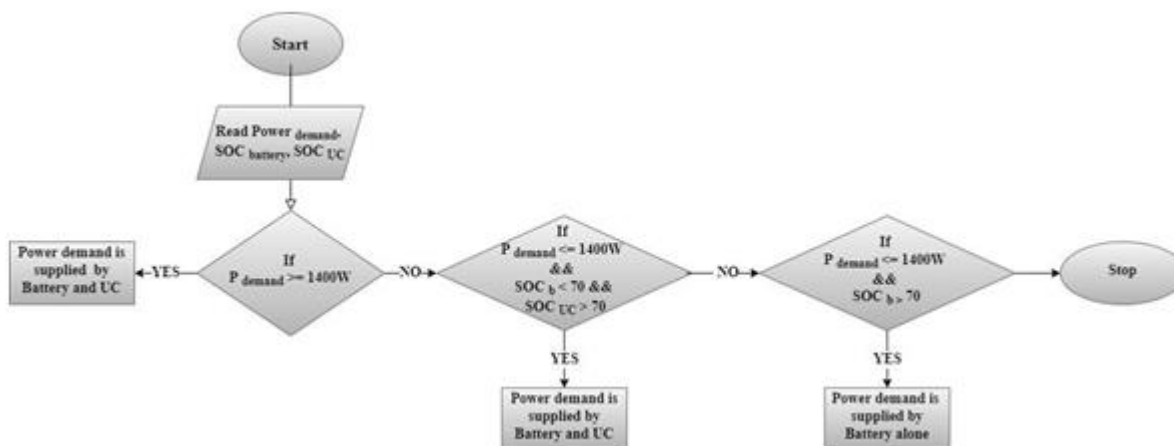 Start
Read Power demand,
SOC battery, SOC UC
If
P demand >= 1400W
YES
Power demand is
supplied by
Battery and UC
NO
If
P demand <= 1400W
&&
SOC b < 70 &&
SOC UC > 70
YES
Power demand is
supplied by
Battery and UC
NO
If
P demand <= 1400W
&&
SOC b > 70
YES
Power demand is
supplied by
Battery alone
Stop